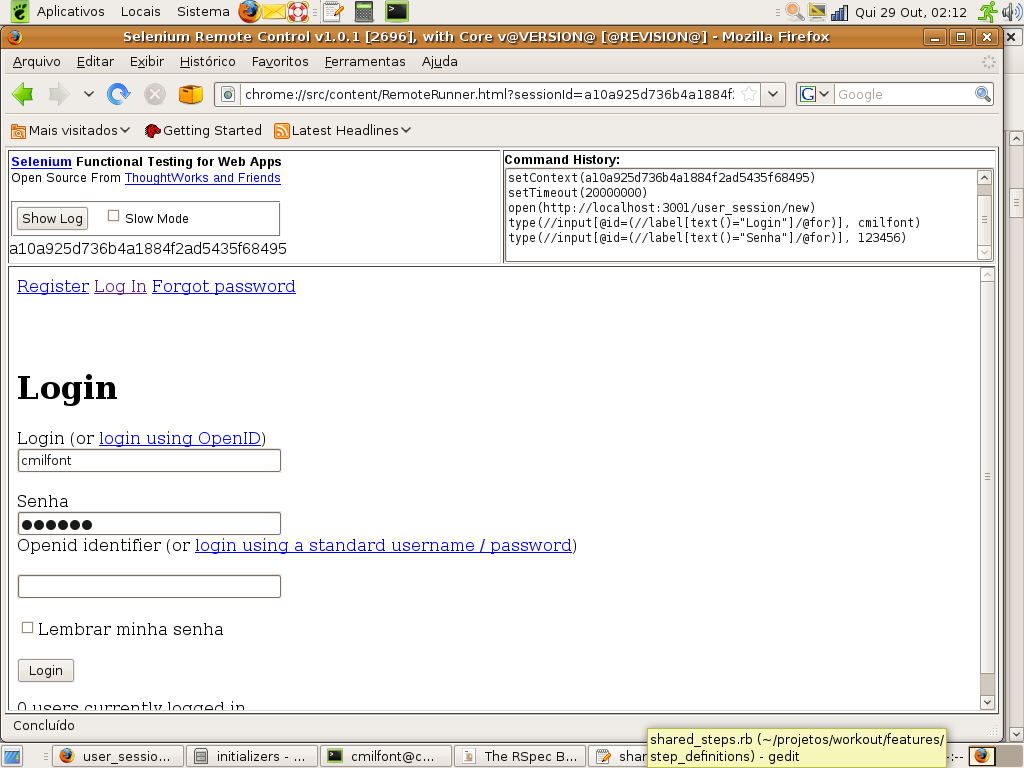 Aplicativos Locais Sistema Qui 29 Out, 02:12
Selenium Remote Control v1.0.1 [2696], with Core v@VERSION@ [@REVISION@] - Mozilla Firefox
Arquivo Editar Exibir Histórico Favoritos Ferramentas Ajuda
chrome://src/content/RemoteRunner.html?sessionId=a10a925d736b4a1884f2 Google
Mais visitados Getting Started Latest Headlines
Selenium Functional Testing for Web Apps
Open Source From ThoughtWorks and Friends
Show Log Slow Mode
a10a925d736b4a1884f2ad5435f68495
Command History:
setContext(a10a925d736b4a1884f2ad5435f68495)
setTimeout(20000000)
open(http://localhost:3001/user_session/new)
type(//input[@id=(//label[text()="Login"]/@for)], cmilfont)
type(//input[@id=(//label[text()="Senha"]/@for)], 123456)
Register Log In Forgot password
Login
Login (or login using OpenID)
cmilfont
Senha
●●●●●●
Openid identifier (or login using a standard username / password)
Lembrar minha senha
Login
0 users currently logged in
Concluído
shared_steps.rb (~/projetos/workout/features/
step_definitions) - gedit
user_sessio... initializers - ... cmilfont@c... The RSpec B... shar